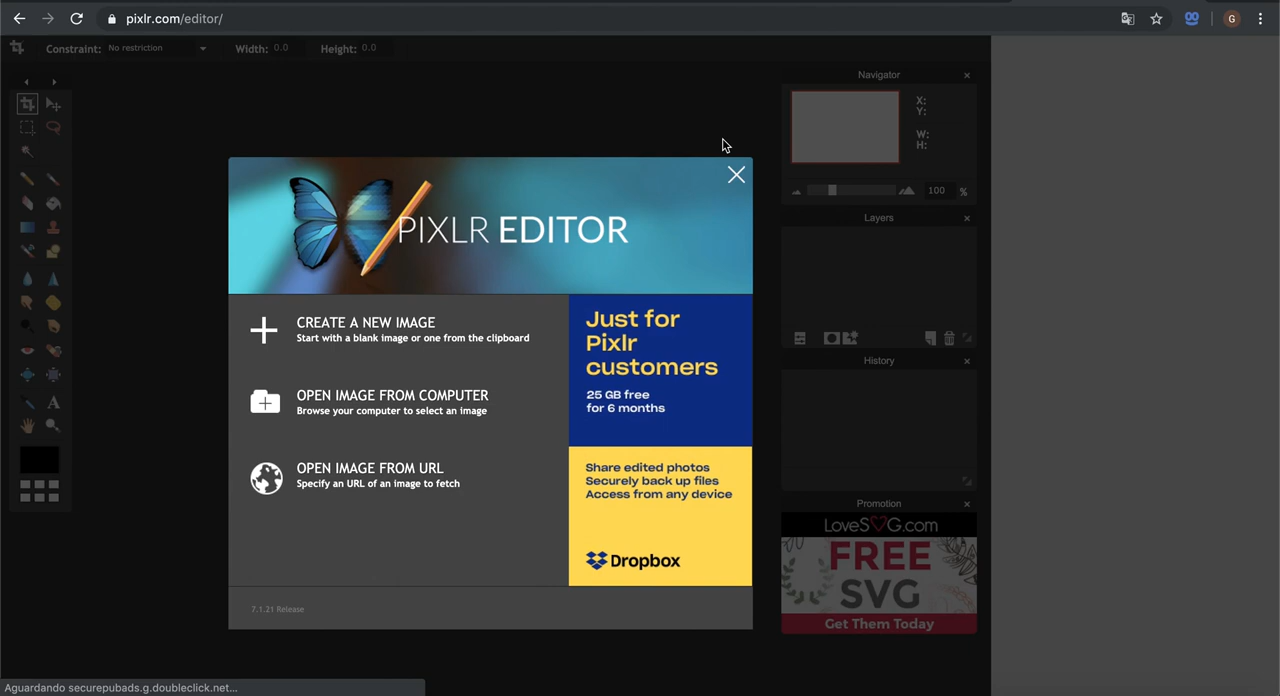 pixlr.com/editor/
G
Constraint: No restriction Width: 0.0 Height: 0.0
Navigator
X:
Y:
W:
H:
100 %
PIXLR EDITOR
CREATE A NEW IMAGE
Start with a blank image or one from the clipboard
OPEN IMAGE FROM COMPUTER
Browse your computer to select an image
OPEN IMAGE FROM URL
Specify an URL of an image to fetch
7.1.21 Release
Just for
Pixlr
customers
25 GB free
for 6 months
Share edited photos
Securely back up files
Access from any device
Dropbox
Layers
History
Promotion
LoveSVG.com
FREE
SVG
Get Them Today
A
Aguardando securepubads.g.doubleclick.net...